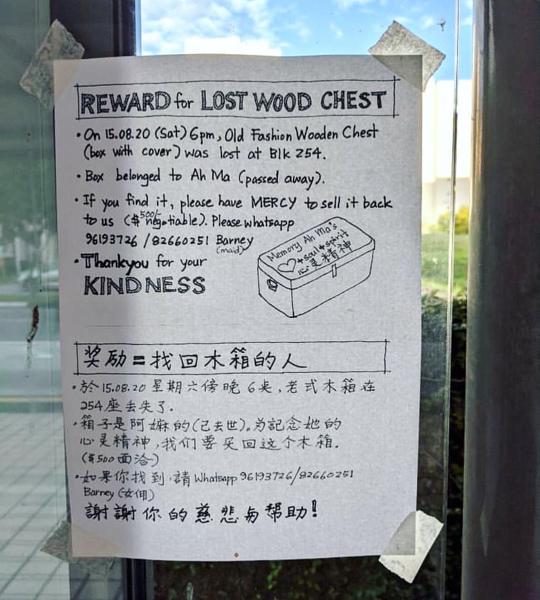 REWARD for LOST WOOD CHEST
• On 15.08.20 (Sat) 6pm, Old Fashion Wooden Chest
(box with cover) was lost at Blk 254.
• Box belonged to Ah Ma (passed away).
• If you find it, please have MERCY to sell it back
to us ($500/- negotiable). Please whatsapp
96193726 / 82660251 Barney
(maid)
• Thankyou for your
KINDNESS
Memory Ah Ma's
♡+soul+spirit
心灵精神
奖励=找回木箱的人
• 於 15.08.20 星期六傍晚 6点, 老式木箱在
254座丢失了.
• 箱子是阿嫲的(已去世). 为記念她的
心灵精神, 我们要买回这个木箱.
($500 面洽)
• 如果你找到, 請 Whatsapp 96193726/82660251
Barney (女佣)
謝謝你的慈悲与帮助!